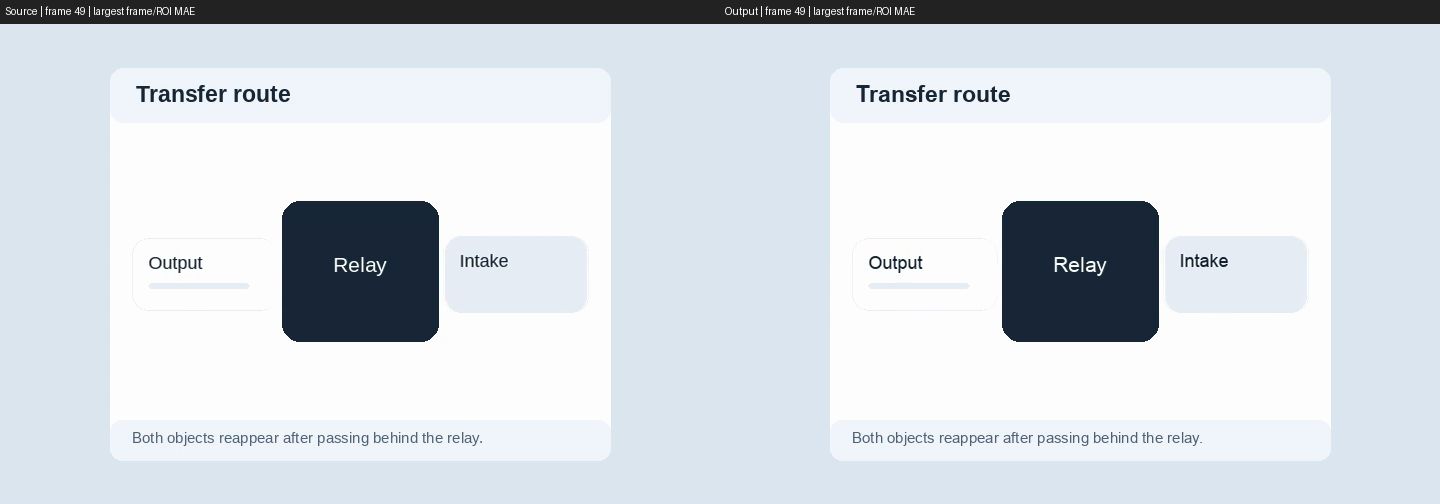 Source | frame 49 | largest frame/ROI MAE
Output | frame 49 | largest frame/ROI MAE
Transfer route
Output
Relay
Intake
Both objects reappear after passing behind the relay.
Transfer route
Output
Relay
Intake
Both objects reappear after passing behind the relay.